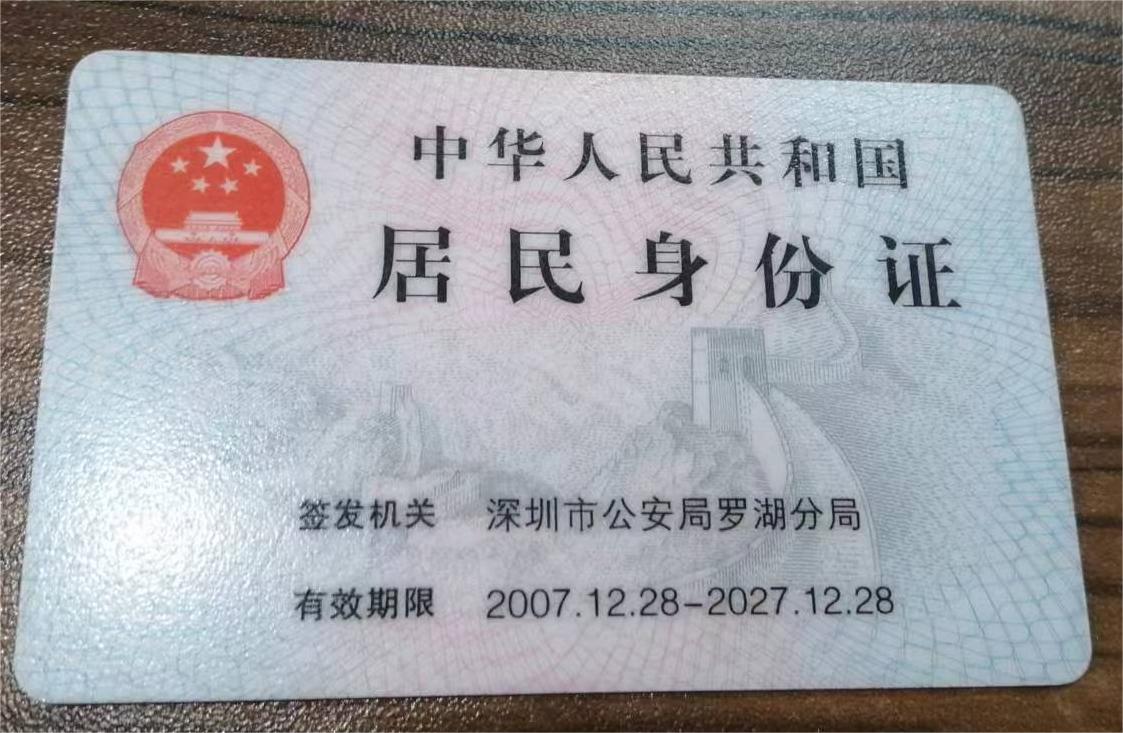 中华人民共和国
居民身份证
签发机关 深圳市公安局罗湖分局
有效期限 2007.12.28-2027.12.28